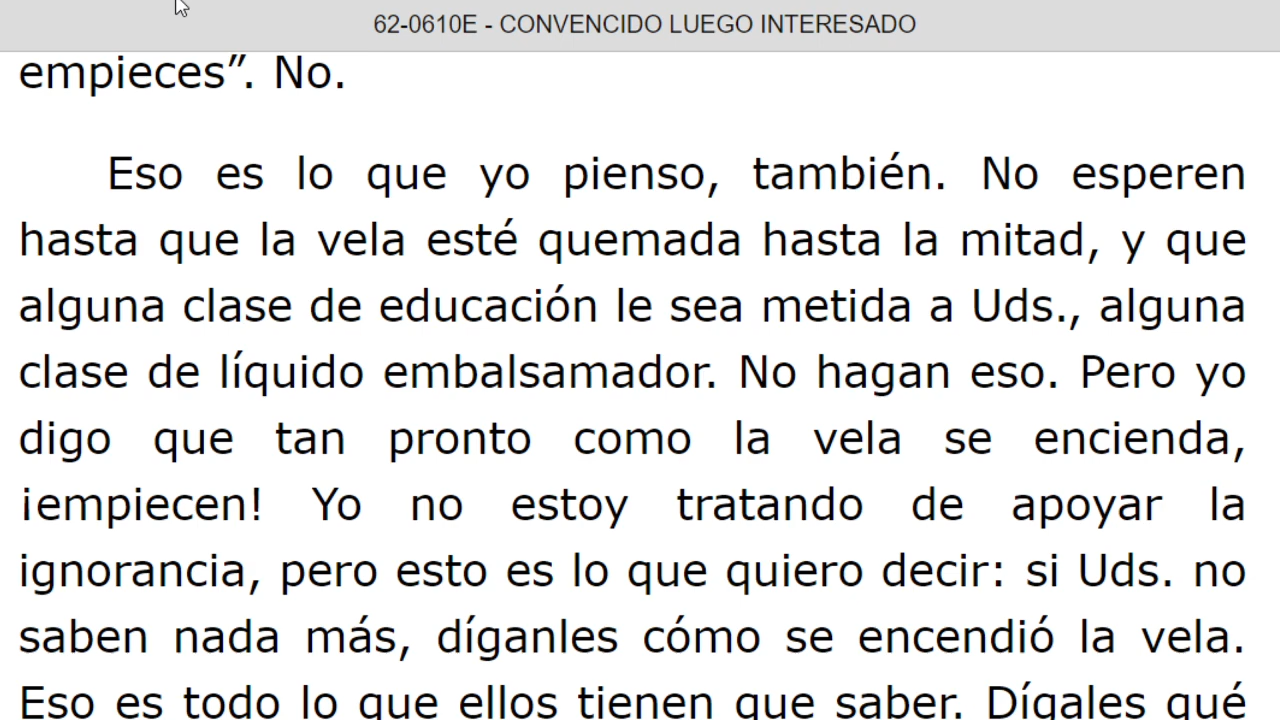 62-0610E - CONVENCIDO LUEGO INTERESADO
empieces”. No.
Eso es lo que yo pienso, también. No esperen
hasta que la vela esté quemada hasta la mitad, y que
alguna clase de educación le sea metida a Uds., alguna
clase de líquido embalsamador. No hagan eso. Pero yo
digo que tan pronto como la vela se encienda,
¡empiecen! Yo no estoy tratando de apoyar la
ignorancia, pero esto es lo que quiero decir: si Uds. no
saben nada más, díganles cómo se encendió la vela.
Eso es todo lo que ellos tienen que saber. Dígales qué